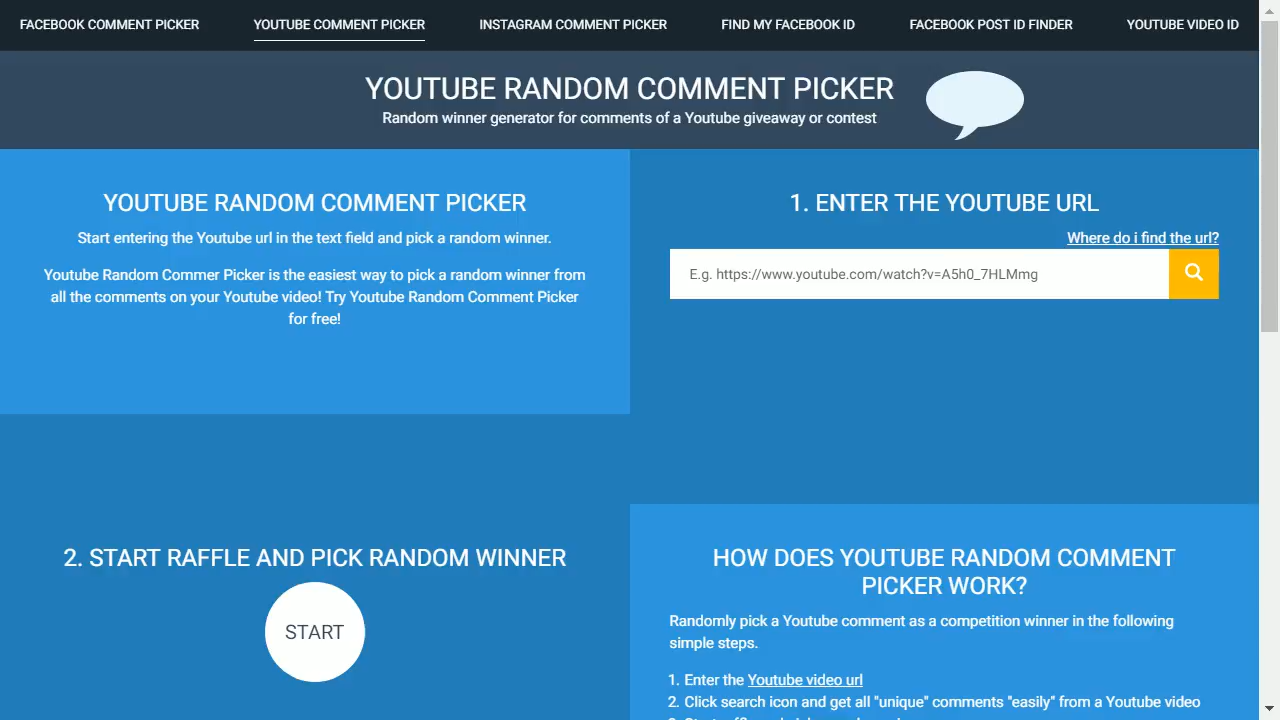 FACEBOOK COMMENT PICKER
YOUTUBE COMMENT PICKER
INSTAGRAM COMMENT PICKER
FIND MY FACEBOOK ID
FACEBOOK POST ID FINDER
YOUTUBE VIDEO ID
YOUTUBE RANDOM COMMENT PICKER
Random winner generator for comments of a Youtube giveaway or contest
YOUTUBE RANDOM COMMENT PICKER
Start entering the Youtube url in the text field and pick a random winner.
Youtube Random Commer Picker is the easiest way to pick a random winner from
all the comments on your Youtube video! Try Youtube Random Comment Picker
for free!
1. ENTER THE YOUTUBE URL
Where do i find the url?
E.g. https://www.youtube.com/watch?v=A5h0_7HLMmg
2. START RAFFLE AND PICK RANDOM WINNER
START
HOW DOES YOUTUBE RANDOM COMMENT
PICKER WORK?
Randomly pick a Youtube comment as a competition winner in the following
simple steps.
1. Enter the Youtube video url
2. Click search icon and get all "unique" comments "easily" from a Youtube video